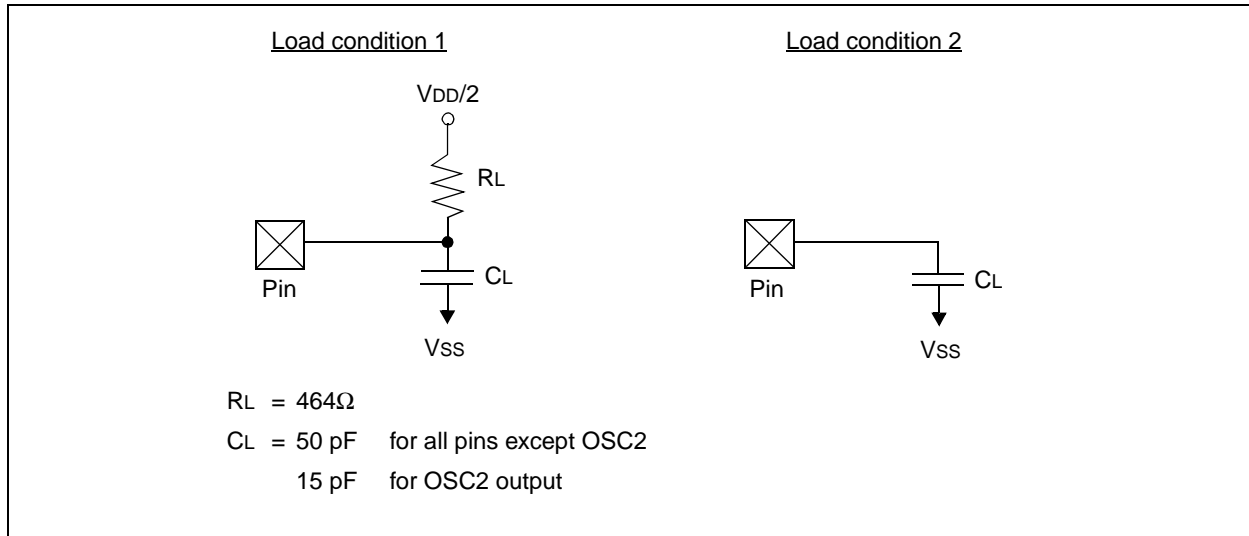 Load condition 1
Load condition 2
VDD/2
RL
Pin
CL
VSS
Pin
CL
VSS
RL = 464Ω
CL = 50 pF for all pins except OSC2
15 pF for OSC2 output